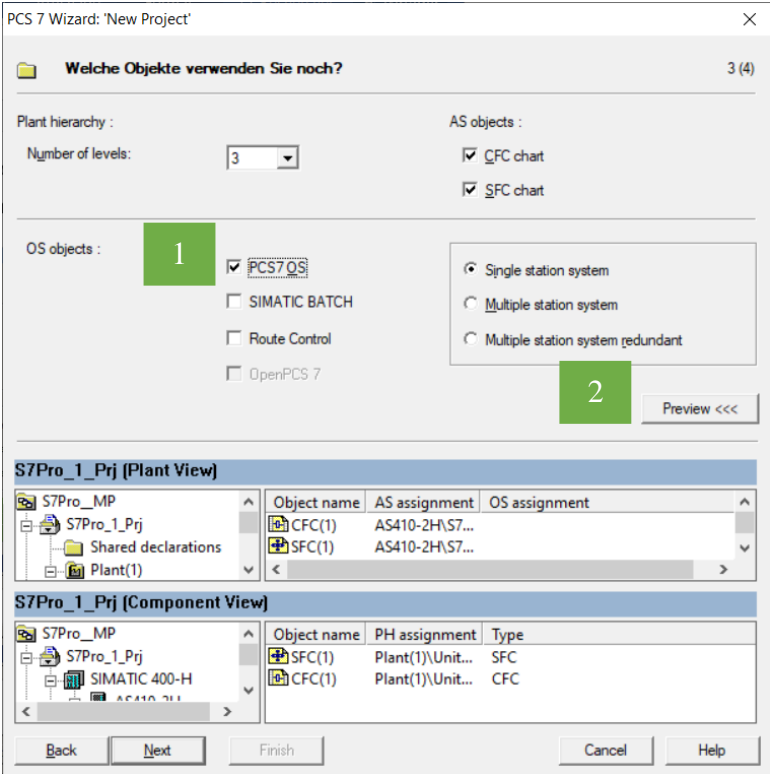 PCS 7 Wizard: 'New Project'
Welche Objekte verwenden Sie noch? 3 (4)
Plant hierarchy : AS objects :
Number of levels: 3 CFC chart
SFC chart
OS objects : 1 PCS7 OS Single station system
SIMATIC BATCH Multiple station system
Route Control Multiple station system redundant
OpenPCS 7
2 Preview <<<
S7Pro_1_Prj (Plant View)
S7Pro__MP Object name AS assignment OS assignment
S7Pro_1_Prj CFC(1) AS410-2H\S7...
Shared declarations SFC(1) AS410-2H\S7...
Plant(1)
S7Pro_1_Prj (Component View)
S7Pro__MP Object name PH assignment Type
S7Pro_1_Prj SFC(1) Plant(1)\Unit... SFC
SIMATIC 400-H CFC(1) Plant(1)\Unit... CFC
AS410-2H
Back Next Finish Cancel Help